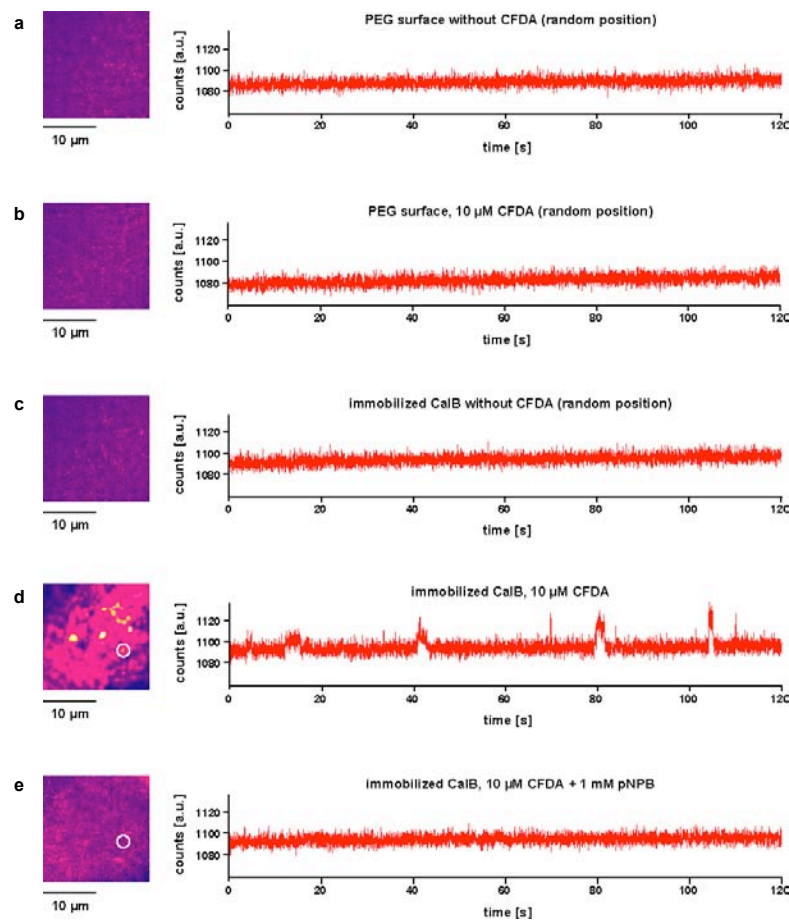 a
PEG surface without CFDA (random position)
counts [a.u.]
1120
1100
1080
0 20 40 60 80 100 120
time [s]
10 µm
b
PEG surface, 10 µM CFDA (random position)
counts [a.u.]
1120
1100
1080
0 20 40 60 80 100 120
time [s]
10 µm
c
immobilized CalB without CFDA (random position)
counts [a.u.]
1120
1100
1080
0 20 40 60 80 100 120
time [s]
10 µm
d
immobilized CalB, 10 µM CFDA
counts [a.u.]
1120
1100
1080
0 20 40 60 80 100 120
time [s]
10 µm
e
immobilized CalB, 10 µM CFDA + 1 mM pNPB
counts [a.u.]
1120
1100
1080
0 20 40 60 80 100 120
time [s]
10 µm